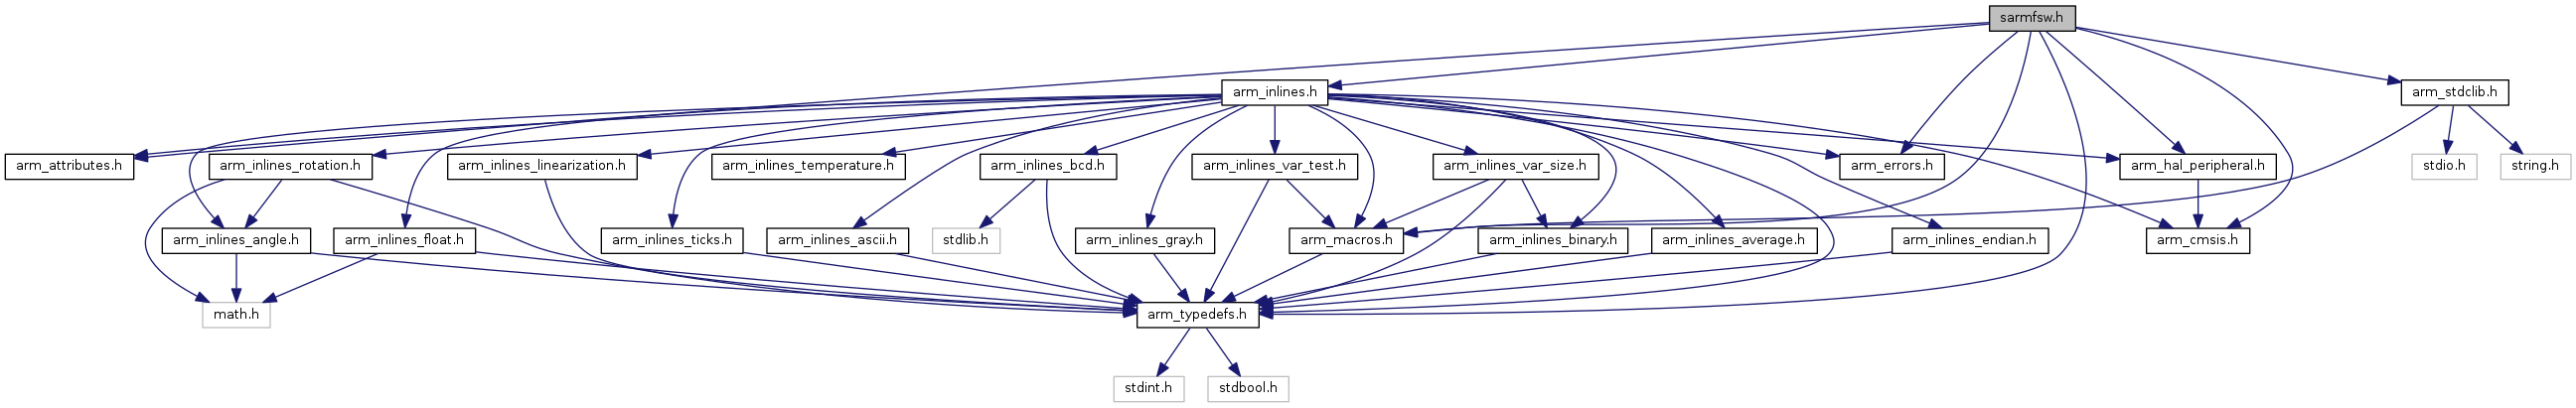 sarmfsw.h
arm_inlines.h
arm_stdclib.h
arm_attributes.h
arm_inlines_rotation.h
arm_inlines_linearization.h
arm_inlines_temperature.h
arm_inlines_bcd.h
arm_inlines_var_test.h
arm_inlines_var_size.h
arm_errors.h
arm_hal_peripheral.h
stdio.h
string.h
arm_inlines_angle.h
arm_inlines_float.h
arm_inlines_ticks.h
arm_inlines_ascii.h
stdlib.h
arm_inlines_gray.h
arm_macros.h
arm_inlines_binary.h
arm_inlines_average.h
arm_inlines_endian.h
arm_cmsis.h
math.h
arm_typedefs.h
stdint.h
stdbool.h